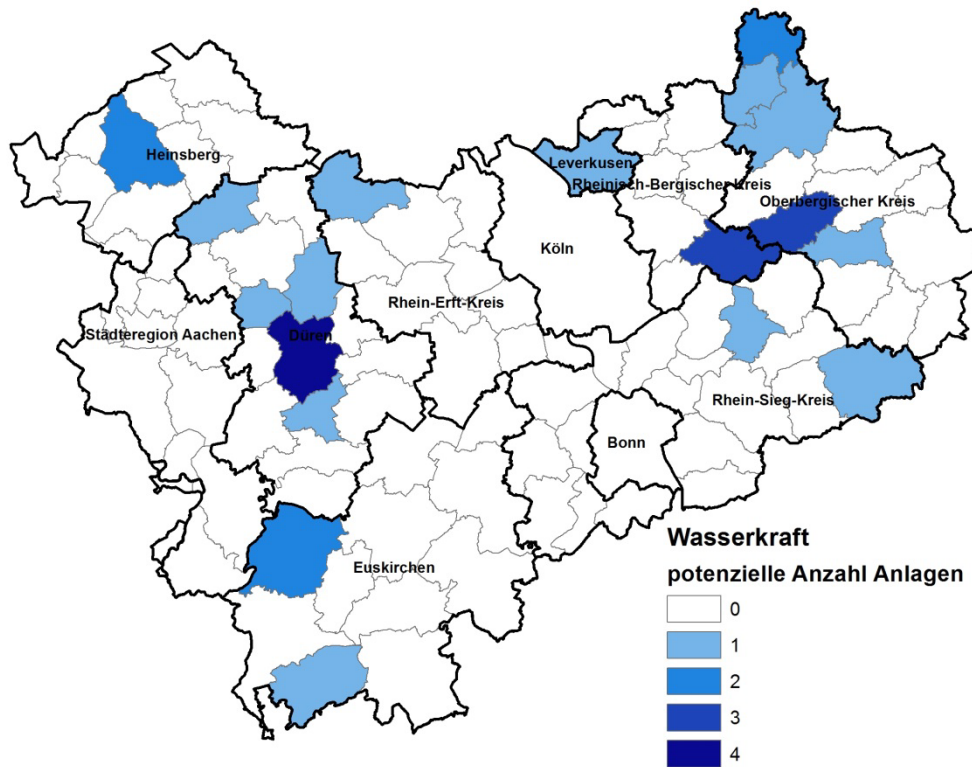 Heinsberg
Leverkusen
Rheinisch-Bergischer Kreis
Oberbergischer Kreis
Köln
Rhein-Erft-Kreis
Städteregion Aachen
Düren
Rhein-Sieg-Kreis
Bonn
Euskirchen
Wasserkraft
potenzielle Anzahl Anlagen
0
1
2
3
4